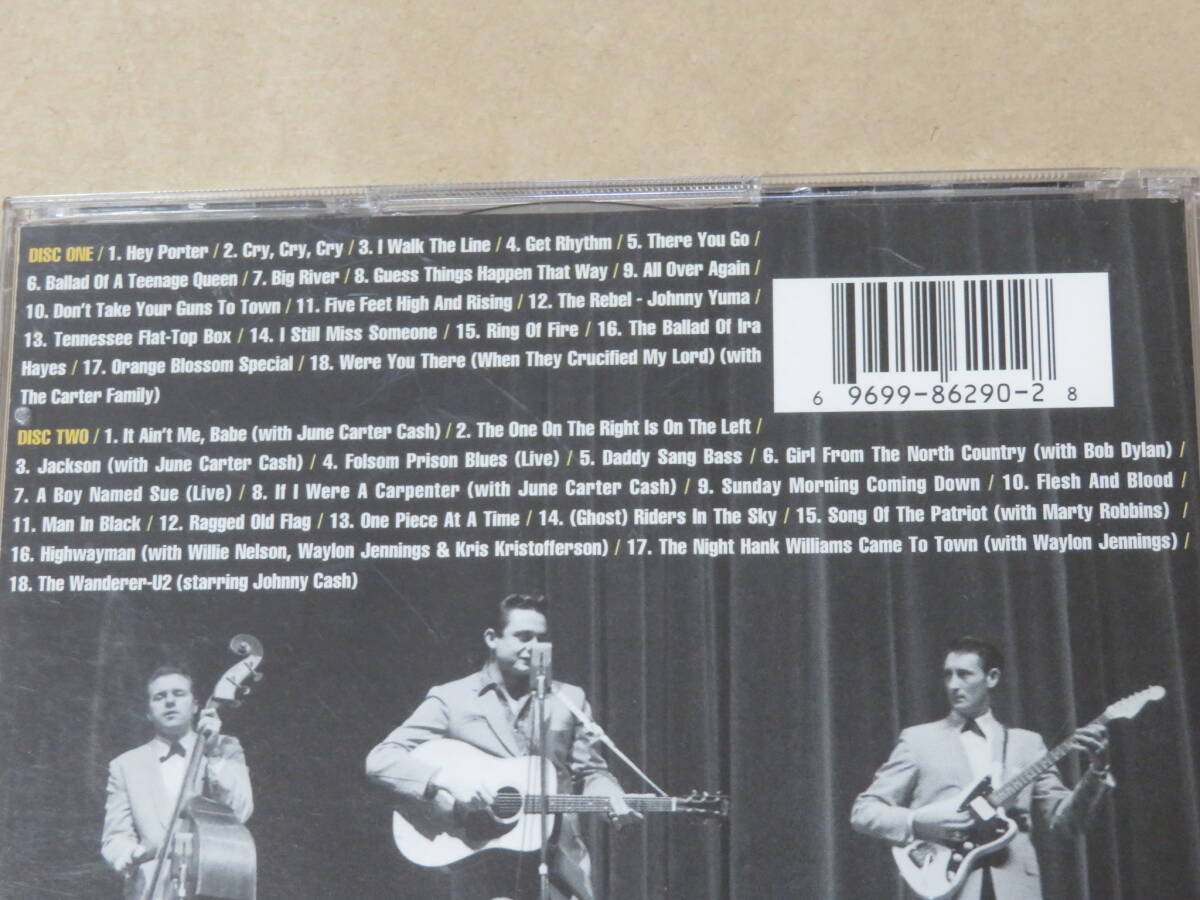 DISC ONE / 1. Hey Porter / 2. Cry, Cry, Cry / 3. I Walk The Line / 4. Get Rhythm / 5. There You Go /
6. Ballad Of A Teenage Queen / 7. Big River / 8. Guess Things Happen That Way / 9. All Over Again /
10. Don't Take Your Guns To Town / 11. Five Feet High And Rising / 12. The Rebel - Johnny Yuma /
13. Tennessee Flat-Top Box / 14. I Still Miss Someone / 15. Ring Of Fire / 16. The Ballad Of Ira
Hayes / 17. Orange Blossom Special / 18. Were You There (When They Crucified My Lord) (with
The Carter Family)
6 9699-86290-2 8
DISC TWO / 1. It Ain't Me, Babe (with June Carter Cash) / 2. The One On The Right Is On The Left /
3. Jackson (with June Carter Cash) / 4. Folsom Prison Blues (Live) / 5. Daddy Sang Bass / 6. Girl From The North Country (with Bob Dylan) /
7. A Boy Named Sue (Live) / 8. If I Were A Carpenter (with June Carter Cash) / 9. Sunday Morning Coming Down / 10. Flesh And Blood /
11. Man In Black / 12. Ragged Old Flag / 13. One Piece At A Time / 14. (Ghost) Riders In The Sky / 15. Song Of The Patriot (with Marty Robbins) /
16. Highwayman (with Willie Nelson, Waylon Jennings & Kris Kristofferson) / 17. The Night Hank Williams Came To Town (with Waylon Jennings) /
18. The Wanderer-U2 (starring Johnny Cash)